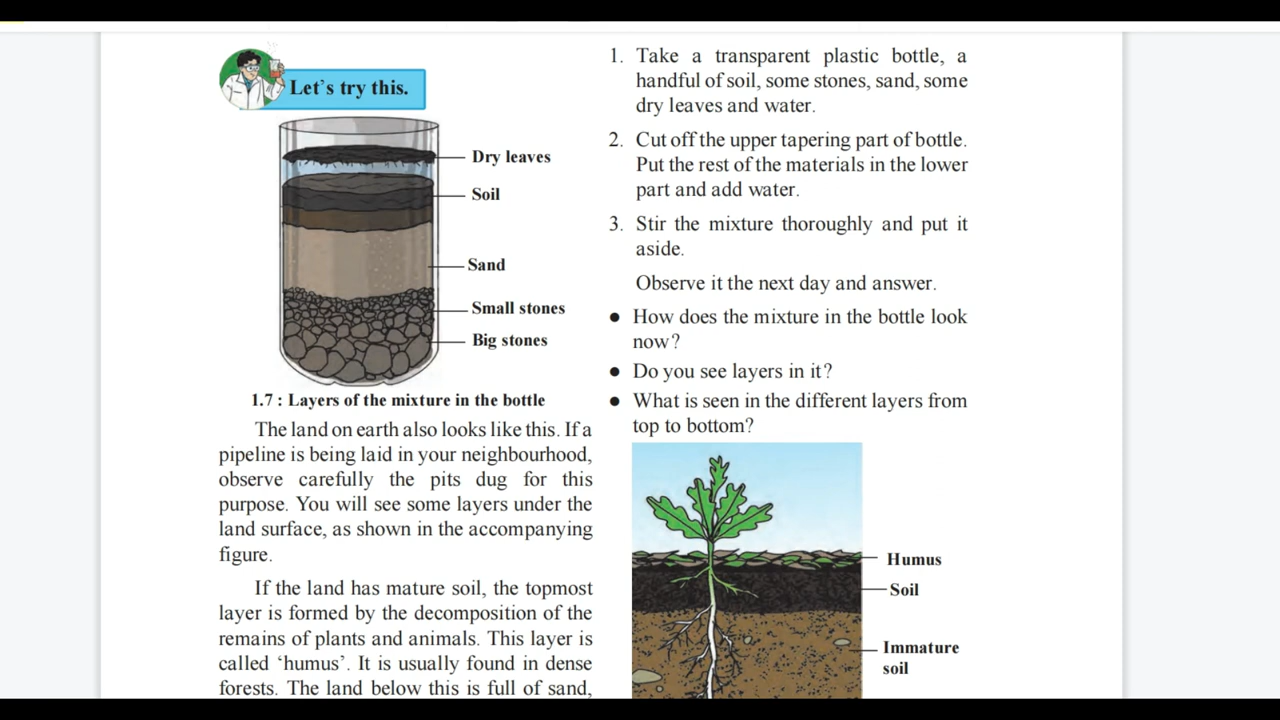 Let's try this.
Dry leaves
Soil
Sand
Small stones
Big stones
1.7 : Layers of the mixture in the bottle
The land on earth also looks like this. If a
pipeline is being laid in your neighbourhood,
observe carefully the pits dug for this
purpose. You will see some layers under the
land surface, as shown in the accompanying
figure.
If the land has mature soil, the topmost
layer is formed by the decomposition of the
remains of plants and animals. This layer is
called ‘humus’. It is usually found in dense
forests. The land below this is full of sand,
1. Take a transparent plastic bottle, a
handful of soil, some stones, sand, some
dry leaves and water.
2. Cut off the upper tapering part of bottle.
Put the rest of the materials in the lower
part and add water.
3. Stir the mixture thoroughly and put it
aside.
Observe it the next day and answer.
● How does the mixture in the bottle look
now?
● Do you see layers in it?
● What is seen in the different layers from
top to bottom?
Humus
Soil
Immature
soil